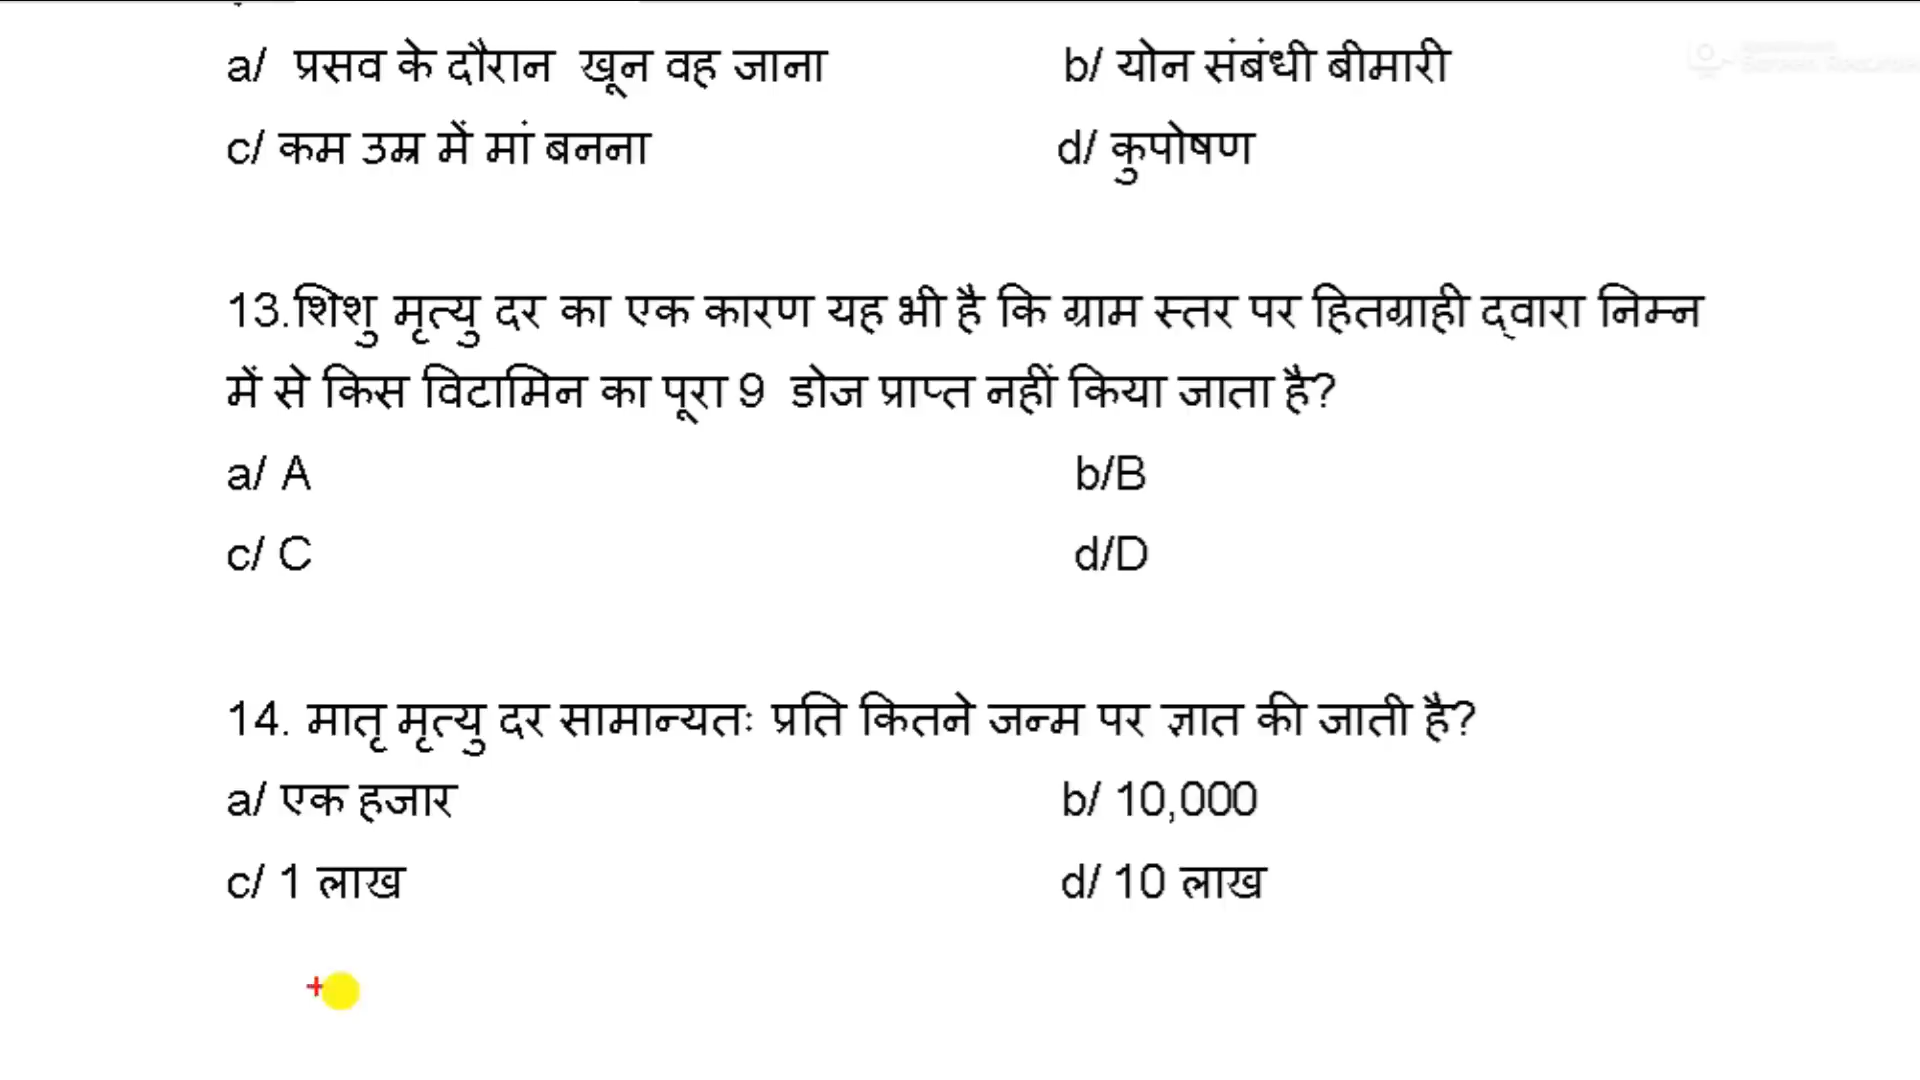 a/ प्रसव के दौरान खून वह जाना b/ योन संबंधी बीमारी
c/ कम उम्र में मां बनना d/ कुपोषण
13.शिशु मृत्यु दर का एक कारण यह भी है कि ग्राम स्तर पर हितग्राही द्वारा निम्न
में से किस विटामिन का पूरा 9 डोज प्राप्त नहीं किया जाता है?
a/ A b/B
c/ C d/D
14. मातृ मृत्यु दर सामान्यतः प्रति कितने जन्म पर ज्ञात की जाती है?
a/ एक हजार b/ 10,000
c/ 1 लाख d/ 10 लाख